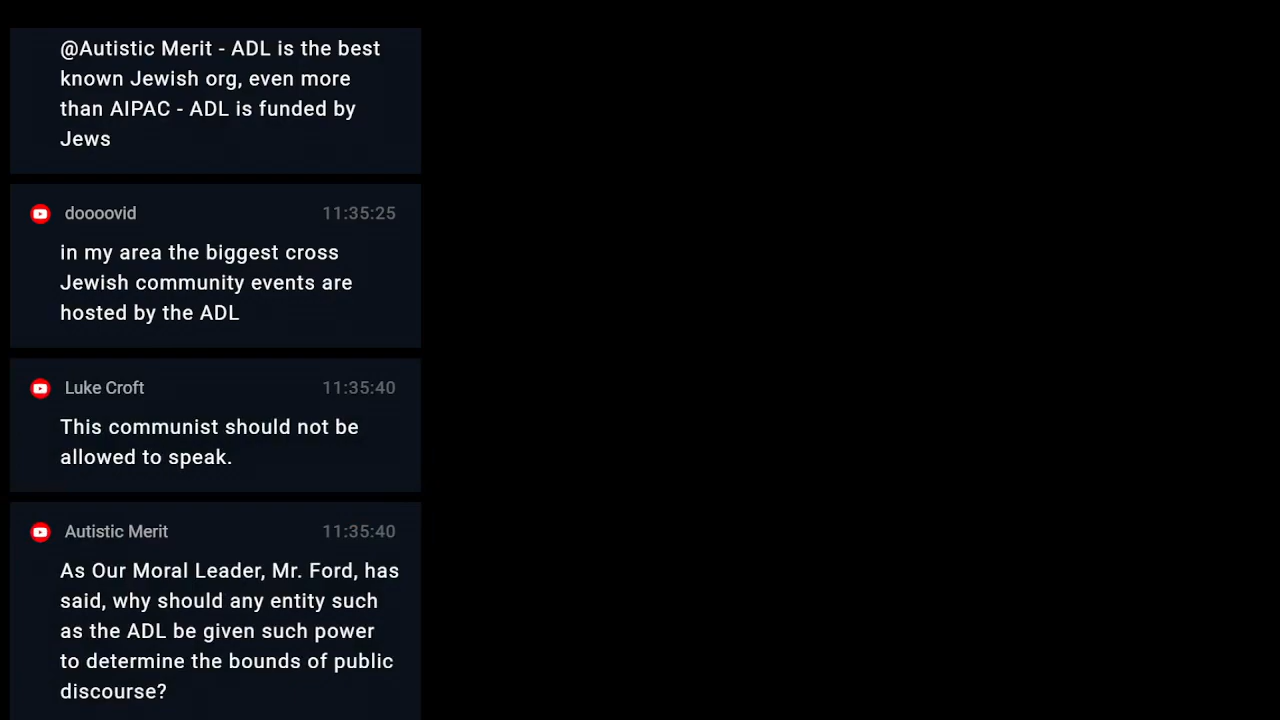 @Autistic Merit - ADL is the best
known Jewish org, even more
than AIPAC - ADL is funded by
Jews
doooovid 11:35:25
in my area the biggest cross
Jewish community events are
hosted by the ADL
Luke Croft 11:35:40
This communist should not be
allowed to speak.
Autistic Merit 11:35:40
As Our Moral Leader, Mr. Ford, has
said, why should any entity such
as the ADL be given such power
to determine the bounds of public
discourse?